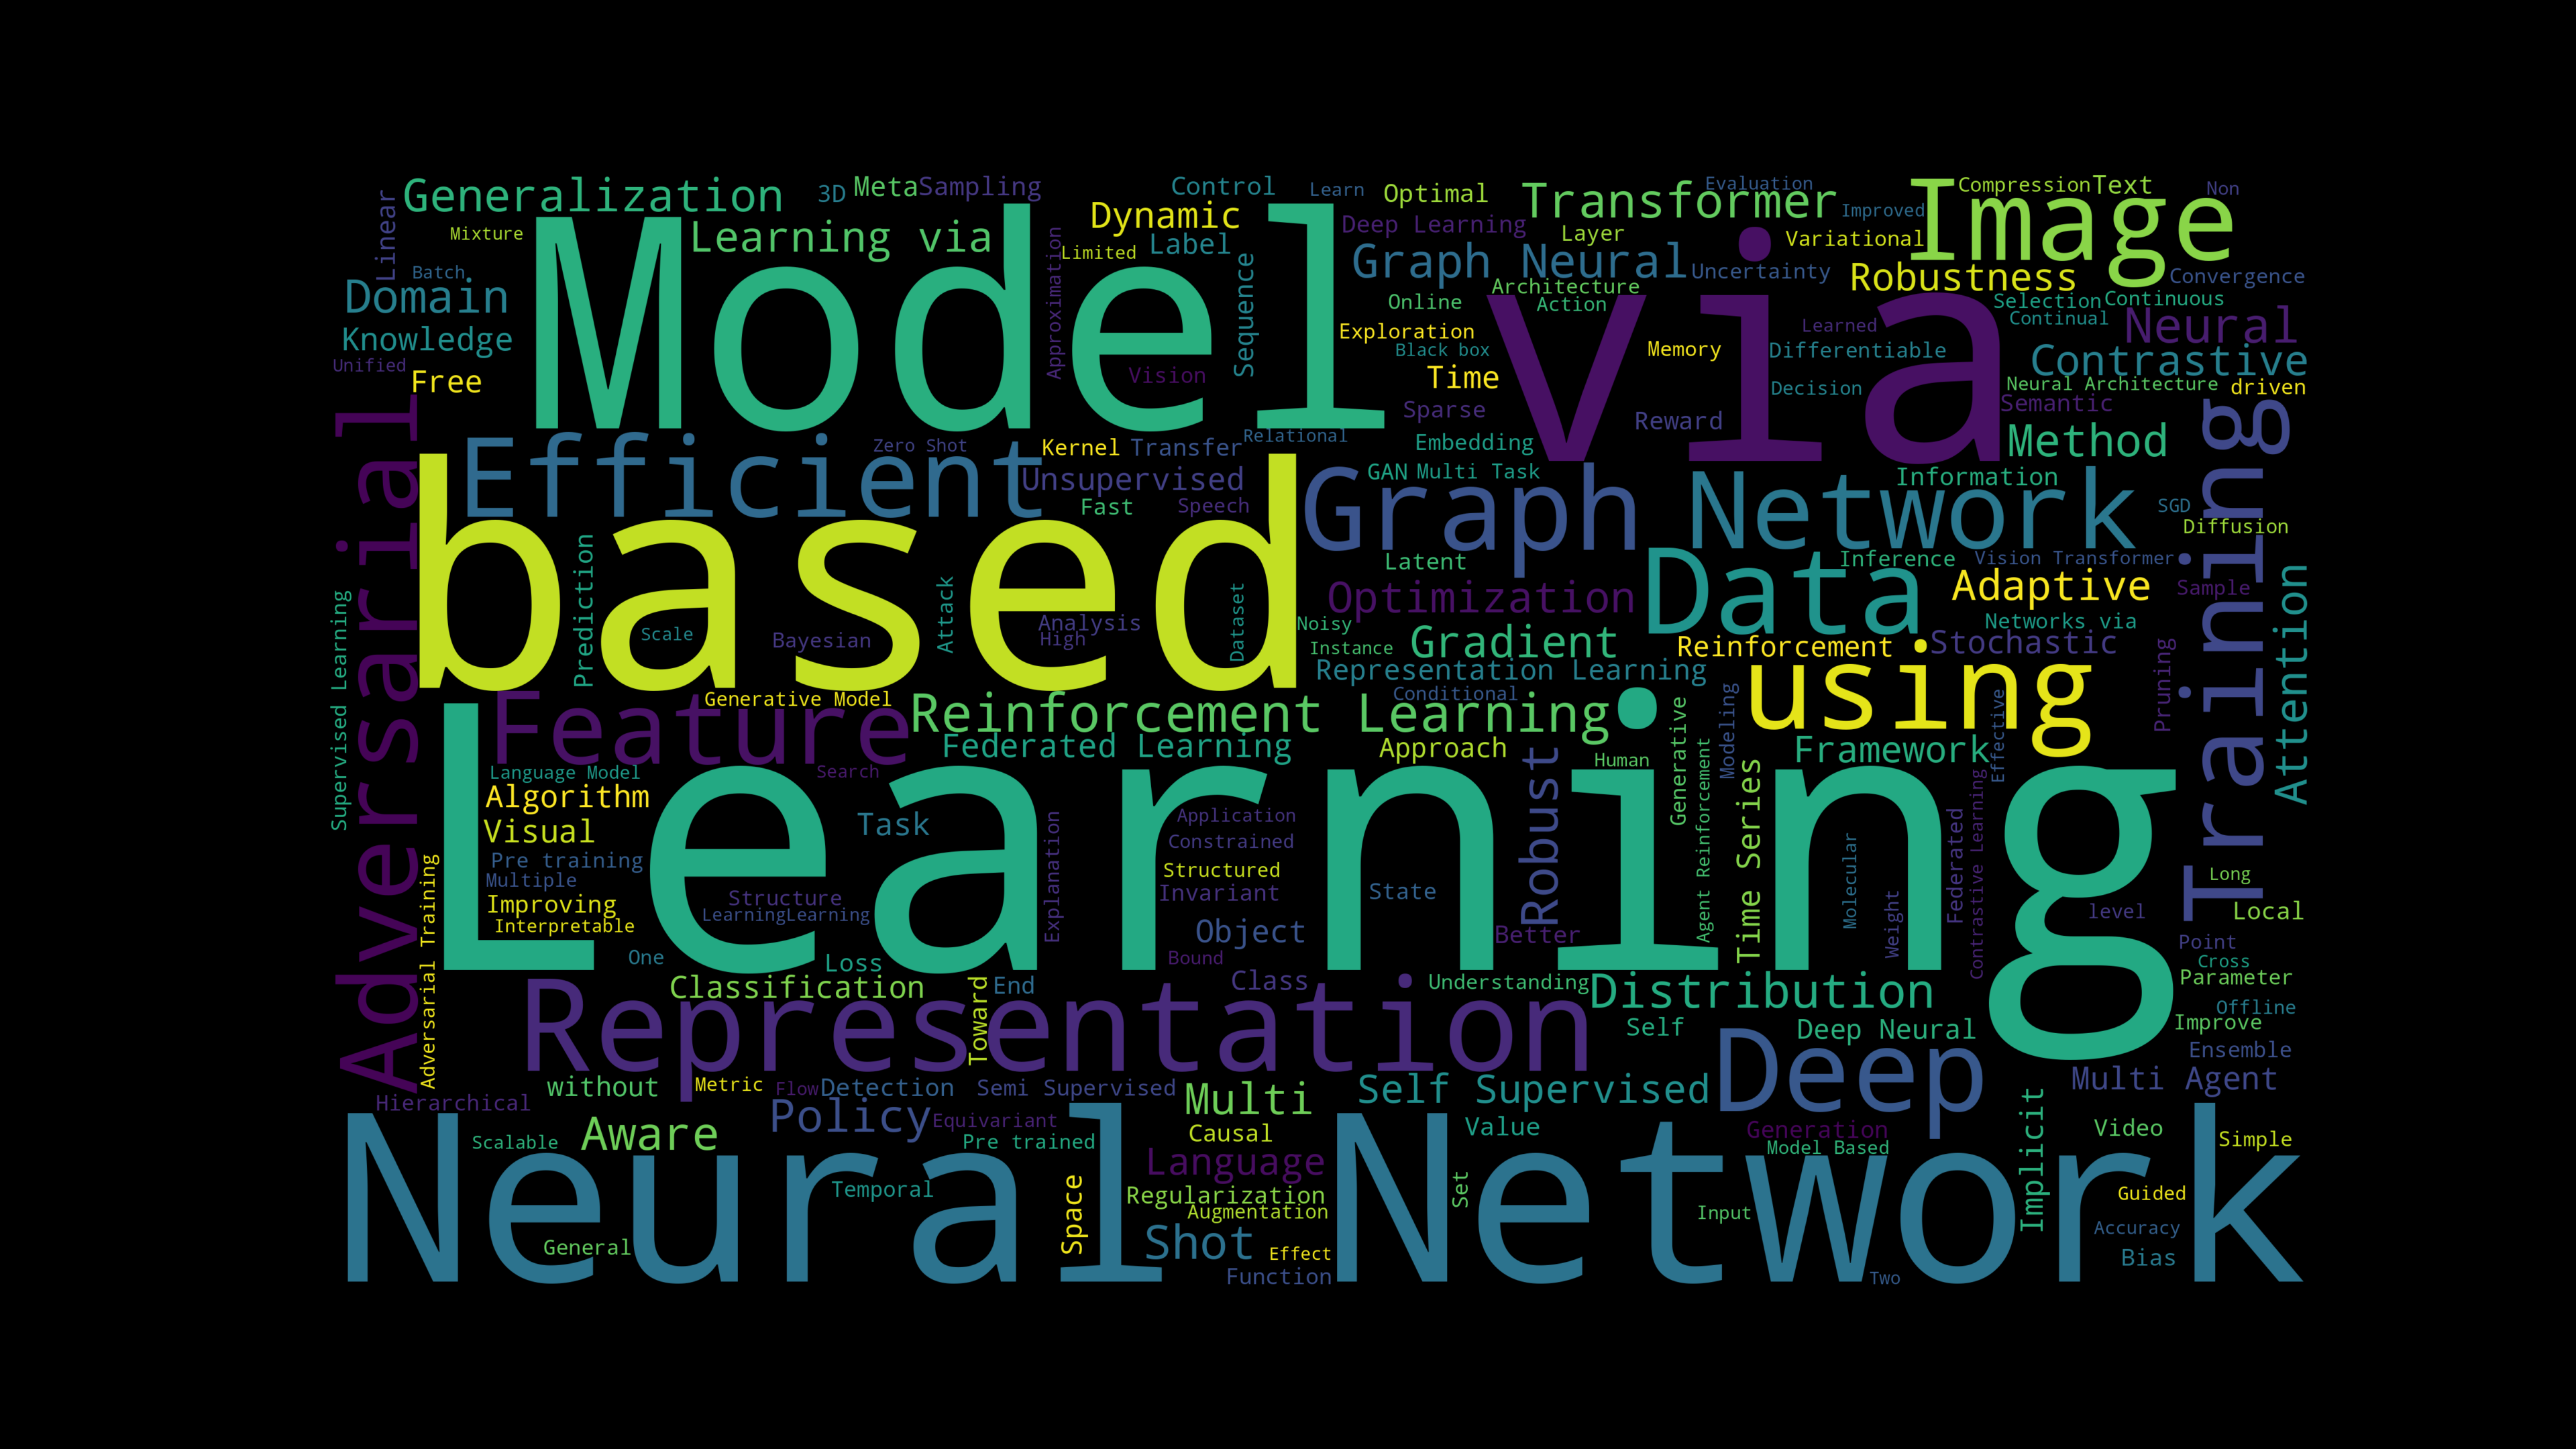 Generalization
3D
Meta
Sampling
Control
Learn
Optimal
Transformer
Evaluation
Improved
Image
Compression
Text
Non
Linear
Mixture
Model
Learning via
Dynamic
Limited
Label
Deep Learning
Layer
Variational
Batch
Domain
Approximation
Sequence
Graph Neural
Uncertainty
Robustness
Convergence
Architecture
Online
Action
via
Selection
Continuous
Continual
Neural
Knowledge
Exploration
Learned
Black box
Memory
Differentiable
Contrastive
Unified
Free
Vision
Time
Decision
Neural Architecture
driven
Sparse
Reward
Semantic
Adversarial
Efficient
Zero Shot
Kernel
Transfer
Relational
Embedding
Method
Training
Unsupervised
GAN
Multi Task
Information
Fast
Speech
Graph
Network
SGD
Diffusion
based
Latent
Data
Inference
Vision Transformer
Prediction
Attack
Dataset
Optimization
Adaptive
Sample
Attention
Supervised Learning
Scale
Bayesian
Analysis
High
Noisy
Instance
Gradient
Networks via
Reinforcement
Stochastic
Representation Learning
using
Pruning
Feature
Generative Model
Conditional
Reinforcement Learning
Generative
Modeling
Effective
Federated Learning
Approach
Human
Framework
Learning
Language Model
Search
Robust
Agent Reinforcement
Time Series
Algorithm
Visual
Task
Explanation
Application
Constrained
Molecular
Federated
Contrastive Learning
Pre training
Multiple
Structured
Invariant
State
Weight
Long
Improving
Structure
LearningLearning
Interpretable
Object
Better
level
Local
Adversarial Training
One
Loss
Bound
Point
Cross
Classification
Toward
End
Class
Understanding
Distribution
Parameter
Representation
Self
Deep Neural
Offline
Improve
Deep
Ensemble
Hierarchical
without
Metric
Flow
Detection
Semi Supervised
Multi
Self Supervised
Multi Agent
Policy
Equivariant
Implicit
Neural Network
Scalable
Aware
Pre trained
Causal
Value
Generation
Model Based
Video
Simple
Language
Temporal
Space
Regularization
Augmentation
Set
Input
Guided
General
Shot
Effect
Function
Two
Accuracy
Bias